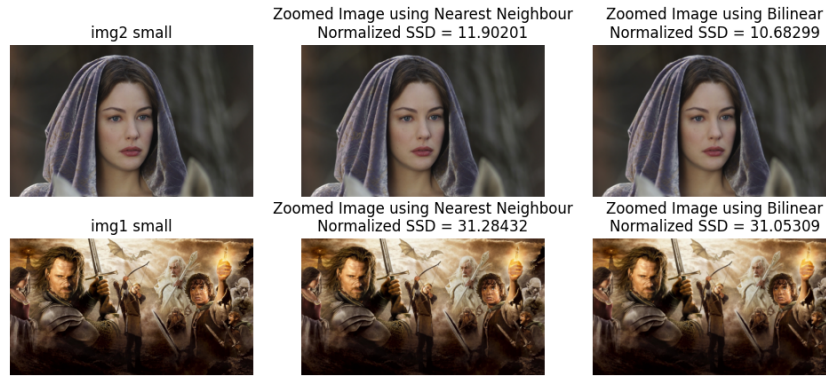 img2 small
Zoomed Image using Nearest Neighbour
Normalized SSD = 11.90201
Zoomed Image using Bilinear
Normalized SSD = 10.68299
img1 small
Zoomed Image using Nearest Neighbour
Normalized SSD = 31.28432
Zoomed Image using Bilinear
Normalized SSD = 31.05309